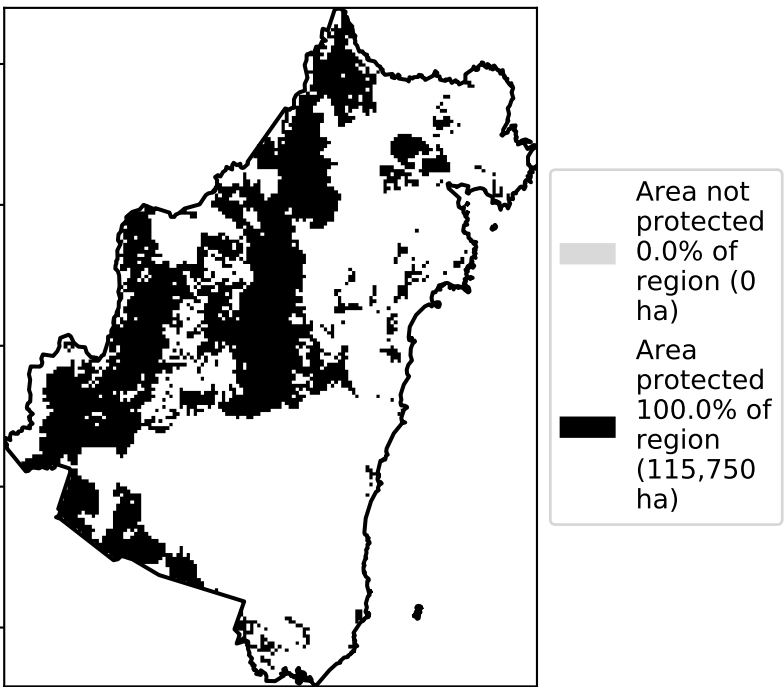 Area not
protected
0.0% of
region (0
ha)
Area
protected
100.0% of
region
(115,750
ha)